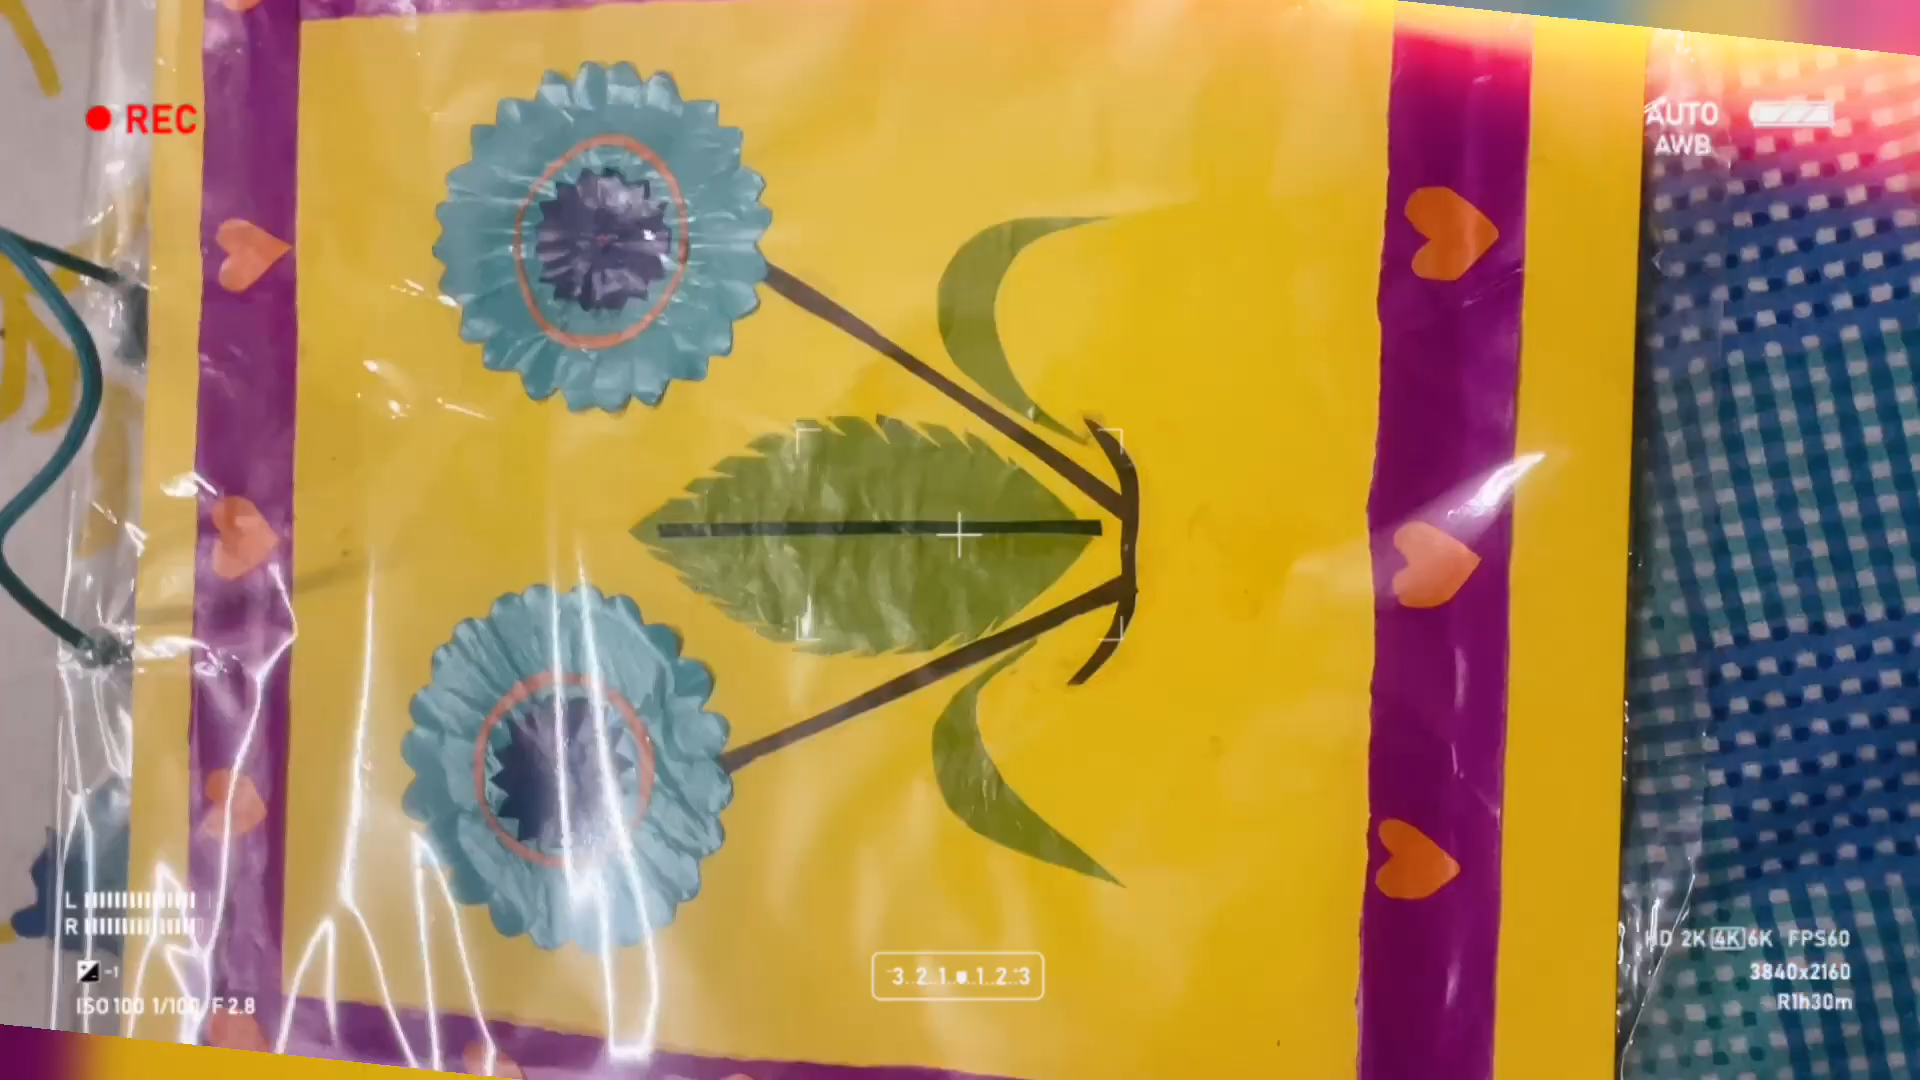 REC
AUTO
AWB
L
R
-1
ISO 100 1/100 F 2.8
3..2..1..●..1..2..3
HD 2K 4K 6K FPS60
3840x2160
R1h30m